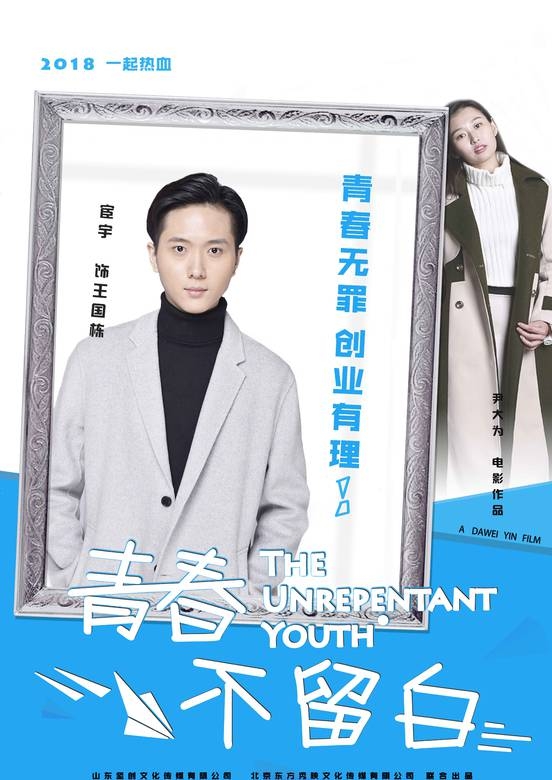 2018 一起热血
宸宇 饰王国栋
青春无罪 创业有理!
尹大为 电影作品
A DAWEI YIN FILM
青春
THE
UNREPENTANT
YOUTH
不留白
山东玺创文化传媒有限公司 北京东方秀映文化传媒有限公司 联合出品